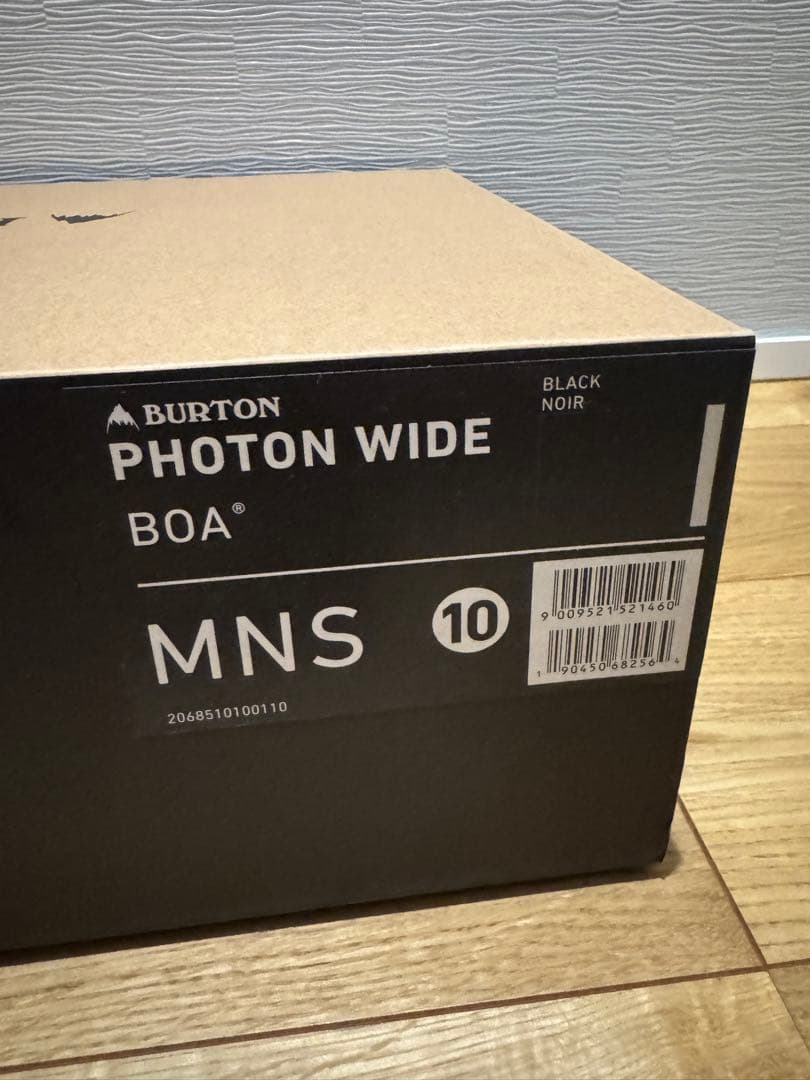 BURTON
PHOTON WIDE
BOA®
BLACK
NOIR
MNS
10
9 009521 521460
1 90450 68256 4
2068510100110